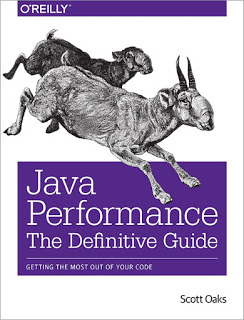 O'REILLY®
Java
Performance
The Definitive Guide
GETTING THE MOST OUT OF YOUR CODE
Scott Oaks